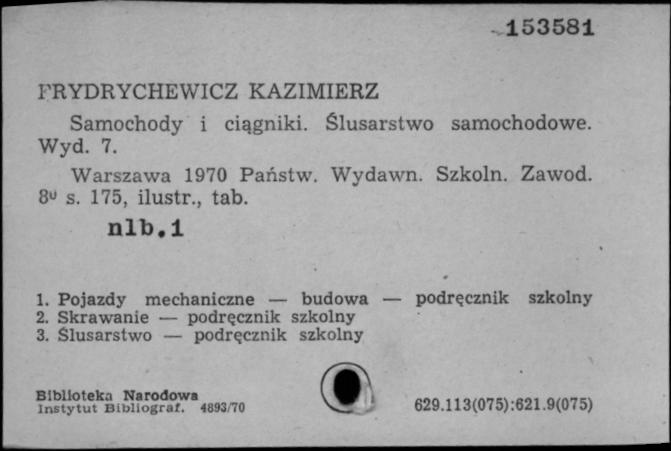 153581
FRYDRYCHEWICZ KAZIMIERZ
Samochody i ciągniki. Ślusarstwo samochodowe.
Wyd. 7.
Warszawa 1970 Państw. Wydawn. Szkoln. Zawod.
8º s. 175, ilustr., tab.
nlb.1
1. Pojazdy mechaniczne — budowa — podręcznik szkolny
2. Skrawanie — podręcznik szkolny
3. Ślusarstwo — podręcznik szkolny
Biblioteka Narodowa
Instytut Bibliograf. 4893/70
629.113(075):621.9(075)